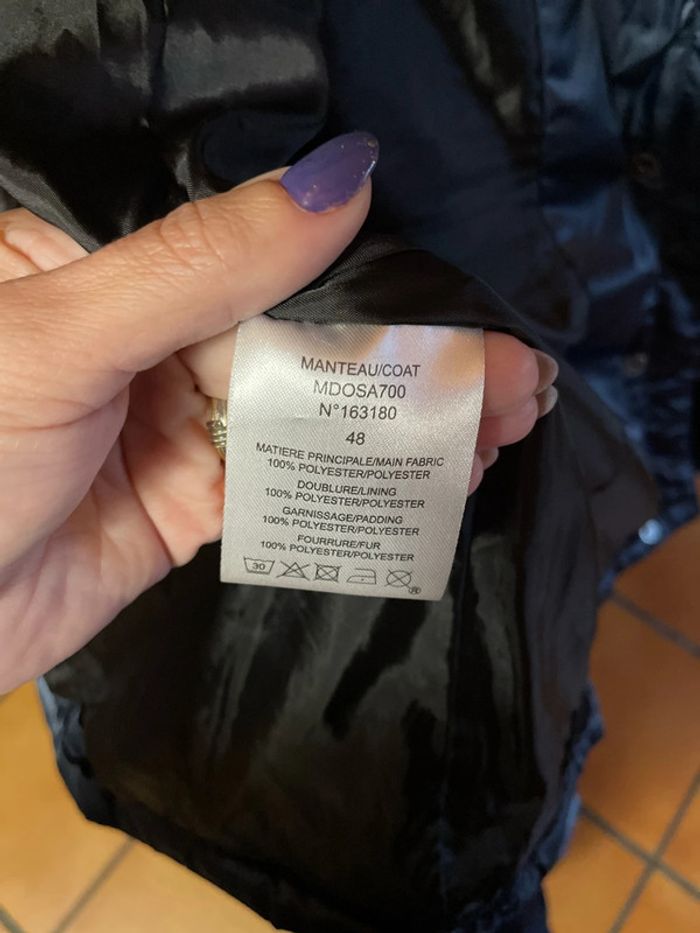 MANTEAU/COAT
MDOSA700
N°163180
48
MATIERE PRINCIPALE/MAIN FABRIC
100% POLYESTER/POLYESTER
DOUBLURE/LINING
100% POLYESTER/POLYESTER
GARNISSAGE/PADDING
100% POLYESTER/POLYESTER
FOURRURE/FUR
100% POLYESTER/POLYESTER
30
®